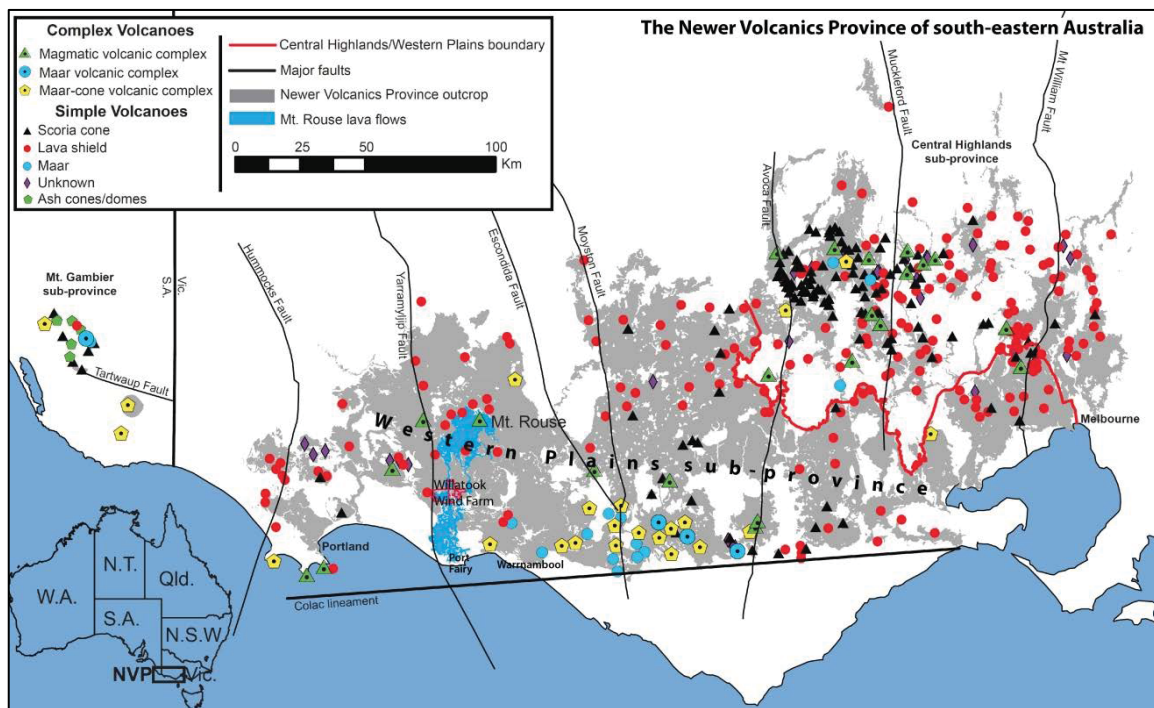 The Newer Volcanics Province of south-eastern Australia
Complex Volcanoes
Magmatic volcanic complex
Maar volcanic complex
Maar-cone volcanic complex
Simple Volcanoes
Scoria cone
Lava shield
Maar
Unknown
Ash cones/domes
Central Highlands/Western Plains boundary
Major faults
Newer Volcanics Province outcrop
Mt. Rouse lava flows
0 50 100
Km
Muckleford Fault
Mt William Fault
Central Highlands
sub-province
Avoca Fault
Moyston Fault
Escondida Fault
Yarramyljip Fault
Hummocks Fault
Vic.
S.A.
Mt. Gambier
sub-province
Tartwaup Fault
Mt. Rouse
Western Plains sub-province
Melbourne
Willatook
Wind Farm
Portland
Port
Fairy
Warrnambool
Colac lineament
W.A.
N.T.
Qld.
S.A.
N.S.W.
Vic.
NVP